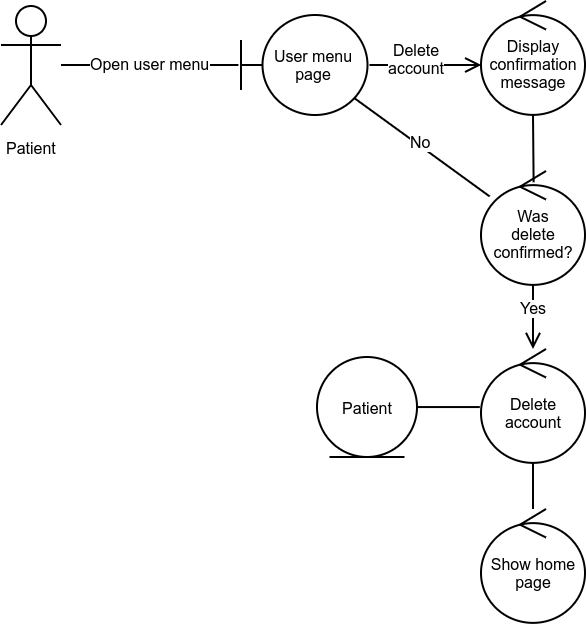 Patient
Open user menu
User menu
page
Delete
account
Display
confirmation
message
No
Was
delete
confirmed?
Yes
Patient
Delete
account
Show home
page